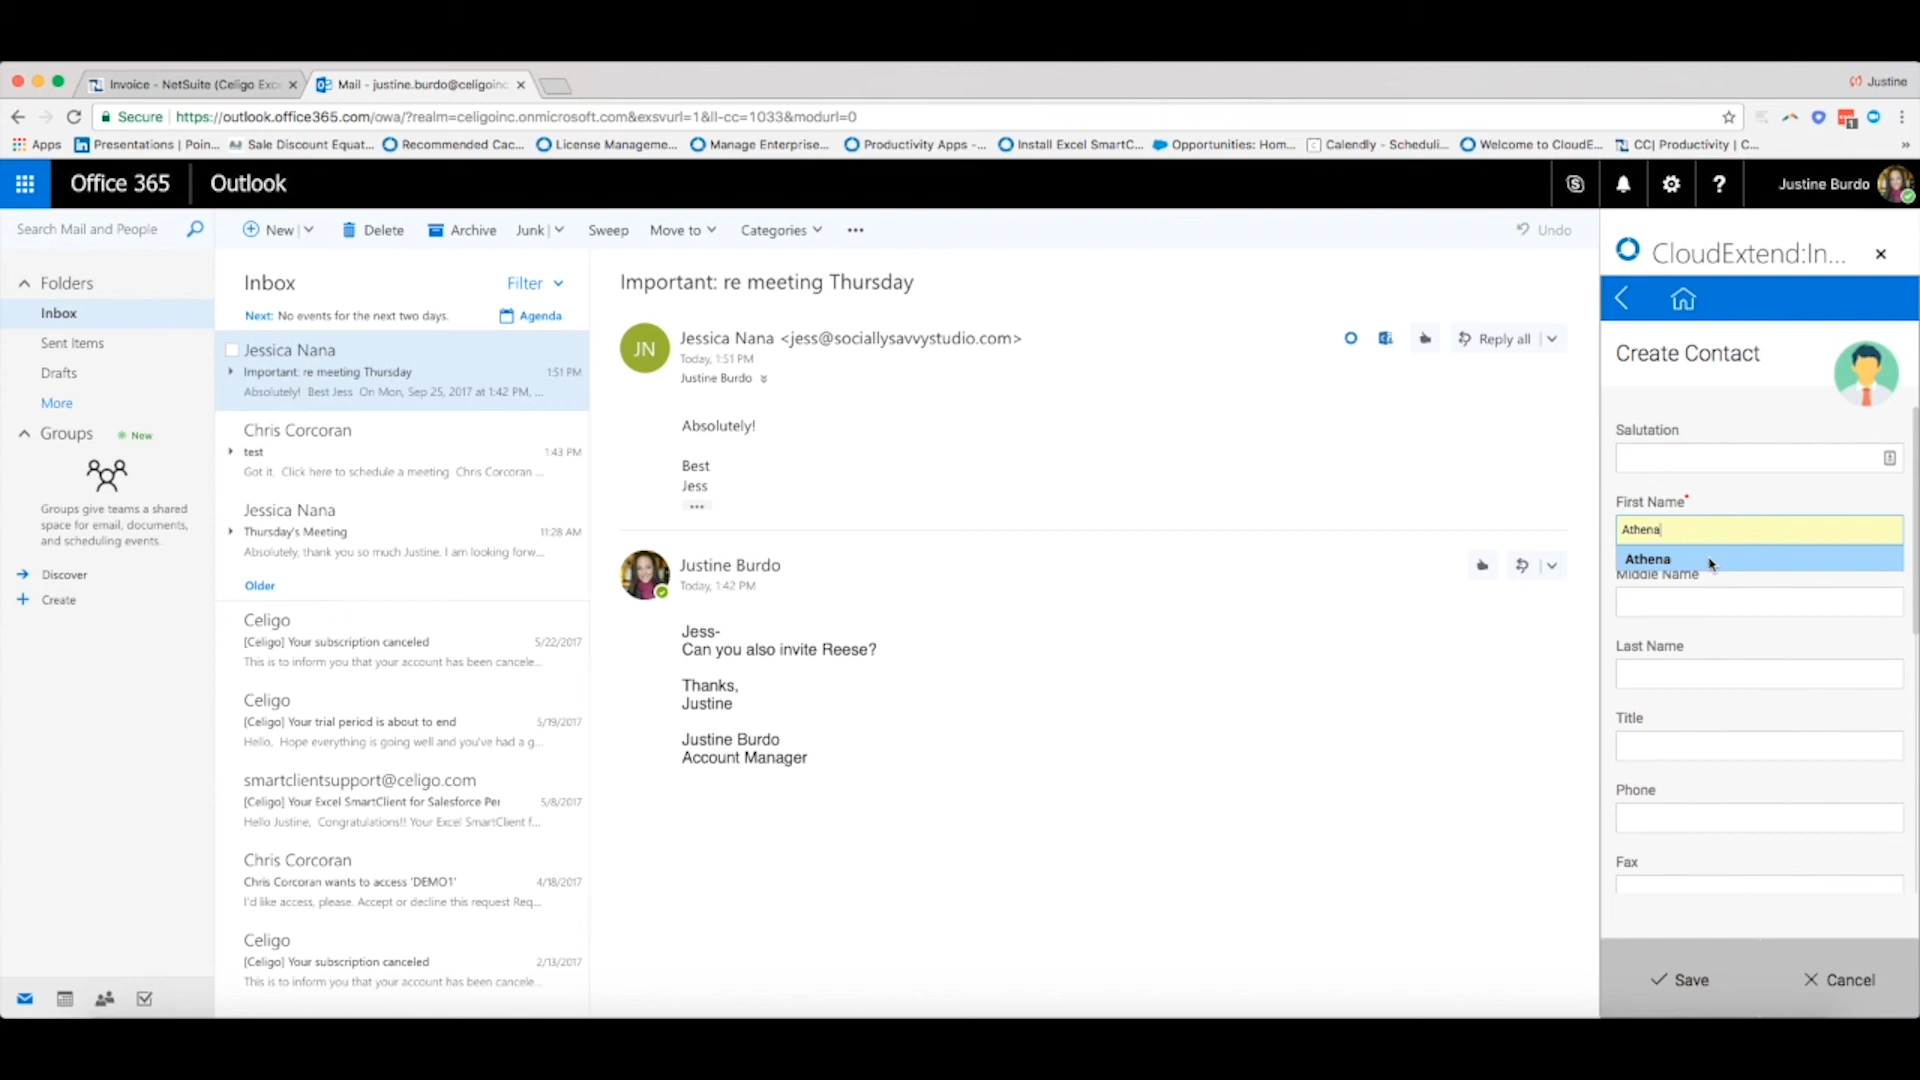 Invoice - NetSuite (Celigo Exc
Mail - justine.burdo@celigoinc
Justine
Secure
https://outlook.office365.com/owa/?realm=celigoinc.onmicrosoft.com&exsvurl=1&ll-cc=1033&modurl=0
Apps
Presentations | Poin...
Sale Discount Equat...
Recommended Cac...
License Manageme...
Manage Enterprise...
Productivity Apps -...
Install Excel SmartC...
Opportunities: Hom...
Calendly - Scheduli...
Welcome to CloudE...
CC| Productivity | C...
Office 365
Outlook
Justine Burdo
Search Mail and People
New
Delete
Archive
Junk
Sweep
Move to
Categories
Undo
Folders
Inbox
Sent Items
Drafts
More
Groups
New
Groups give teams a shared
space for email, documents,
and scheduling events.
Discover
Create
Inbox
Filter
Next: No events for the next two days.
Agenda
Jessica Nana
Important: re meeting Thursday
1:51 PM
Absolutely! Best Jess On Mon, Sep 25, 2017 at 1:42 PM, ...
Chris Corcoran
test
1:43 PM
Got it. Click here to schedule a meeting Chris Corcoran ...
Jessica Nana
Thursday's Meeting
11:28 AM
Absolutely, thank you so much Justine. I am looking forw...
Older
Celigo
[Celigo] Your subscription canceled
5/22/2017
This is to inform you that your account has been cancele...
Celigo
[Celigo] Your trial period is about to end
5/19/2017
Hello, Hope everything is going well and you've had a g...
smartclientsupport@celigo.com
[Celigo] Your Excel SmartClient for Salesforce Per
5/8/2017
Hello Justine, Congratulations!! Your Excel SmartClient f...
Chris Corcoran
Chris Corcoran wants to access 'DEMO1'
4/18/2017
I'd like access, please. Accept or decline this request Req...
Celigo
[Celigo] Your subscription canceled
2/13/2017
This is to inform you that your account has been cancele...
Important: re meeting Thursday
JN
Jessica Nana <jess@sociallysavvystudio.com>
Today, 1:51 PM
Justine Burdo
Reply all
Absolutely!
Best
Jess
Justine Burdo
Today, 1:42 PM
Jess-
Can you also invite Reese?
Thanks,
Justine
Justine Burdo
Account Manager
CloudExtend:In...
Create Contact
Salutation
First Name*
Athena
Athena
Middle Name
Last Name
Title
Phone
Fax
Save
Cancel